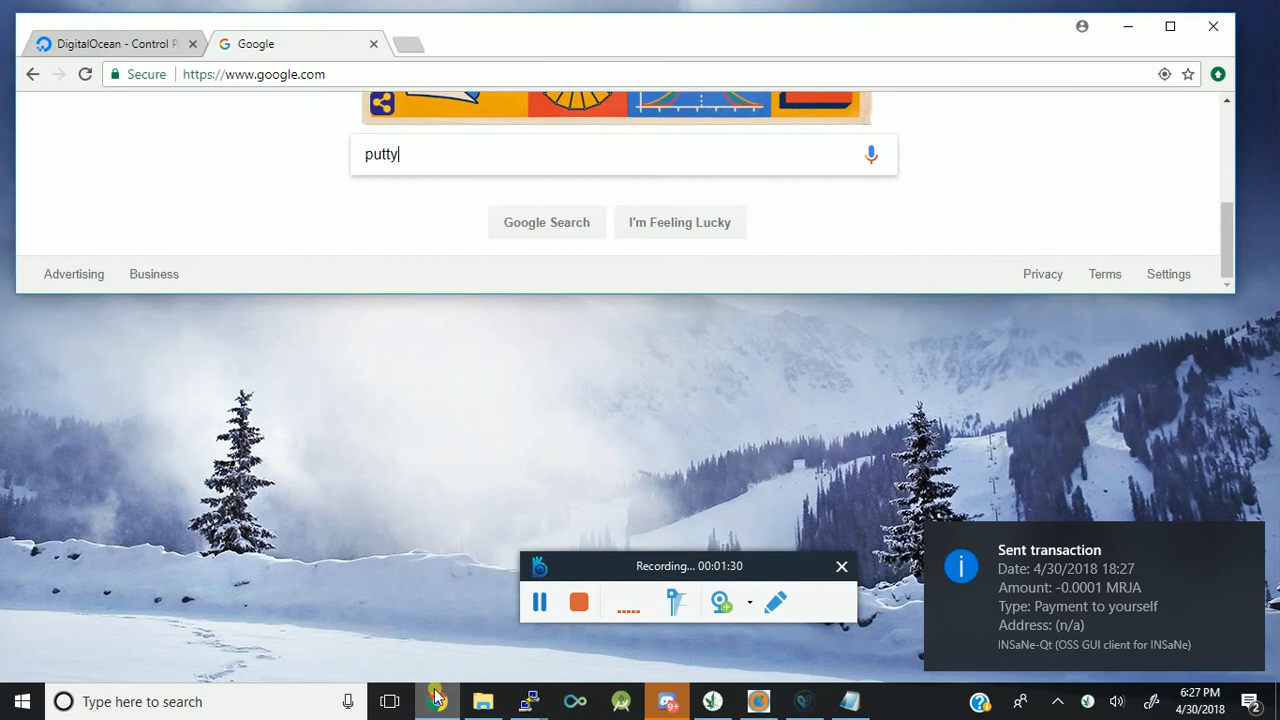 DigitalOcean - Control P
Google
Secure
https://www.google.com
putty
Google Search
I'm Feeling Lucky
Advertising
Business
Privacy
Terms
Settings
Recording... 00:01:30
Sent transaction
Date: 4/30/2018 18:27
Amount: -0.0001 MRJA
Type: Payment to yourself
Address: (n/a)
INSaNe-Qt (OSS GUI client for INSaNe)
Type here to search
9+
6:27 PM
4/30/2018
2